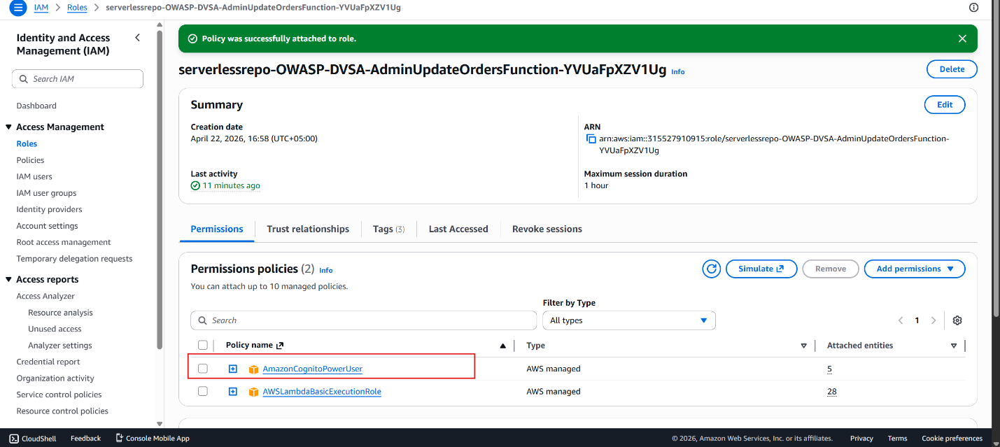 IAM > Roles > serverlessrepo-OWASP-DVSA-AdminUpdateOrdersFunction-YVUaFpXZV1Ug
Identity and Access
Management (IAM)
Search IAM
Dashboard
Access Management
Roles
Policies
IAM users
IAM user groups
Identity providers
Account settings
Root access management
Temporary delegation requests
Access reports
Access Analyzer
Resource analysis
Unused access
Analyzer settings
Credential report
Organization activity
Service control policies
Resource control policies
Policy was successfully attached to role.
serverlessrepo-OWASP-DVSA-AdminUpdateOrdersFunction-YVUaFpXZV1Ug Info
Delete
Summary
Edit
Creation date
April 22, 2026, 16:58 (UTC+05:00)
ARN
arn:aws:iam::315527910915:role/serverlessrepo-OWASP-DVSA-AdminUpdateOrdersFunction-
YVUaFpXZV1Ug
Last activity
11 minutes ago
Maximum session duration
1 hour
Permissions Trust relationships Tags (3) Last Accessed Revoke sessions
Permissions policies (2) Info
Simulate Remove Add permissions
You can attach up to 10 managed policies.
Filter by Type
Search All types 1
Policy name Type Attached entities
AmazonCognitoPowerUser AWS managed 5
AWSLambdaBasicExecutionRole AWS managed 28
CloudShell Feedback Console Mobile App © 2026, Amazon Web Services, Inc. or its affiliates. Privacy Terms Cookie preferences